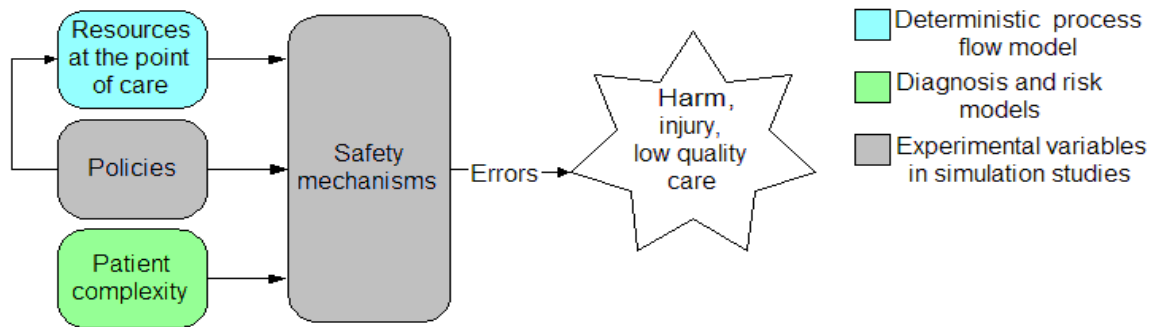 Resources
at the point
of care
Policies
Patient
complexity
Safety
mechanisms
Errors
Harm,
injury,
low quality
care
Deterministic process
flow model
Diagnosis and risk
models
Experimental variables
in simulation studies